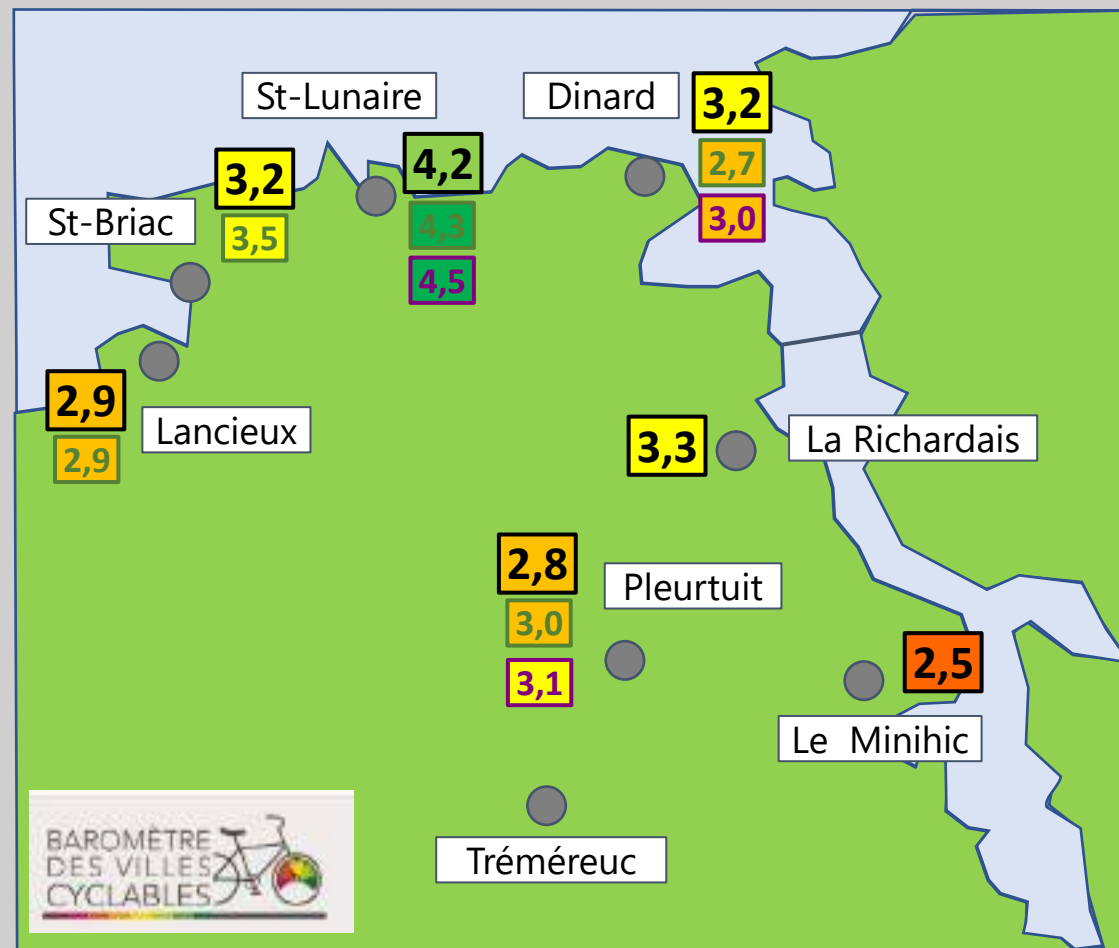 St-Lunaire
Dinard
3,2
2,7
3,0
4,2
4,3
4,5
3,2
3,5
St-Briac
2,9
2,9
Lancieux
3,3
La Richardais
2,8
3,0
3,1
Pleurtuit
2,5
Le Minihic
Tréméreuc
BAROMÈTRE
DES VILLES
CYCLABLES